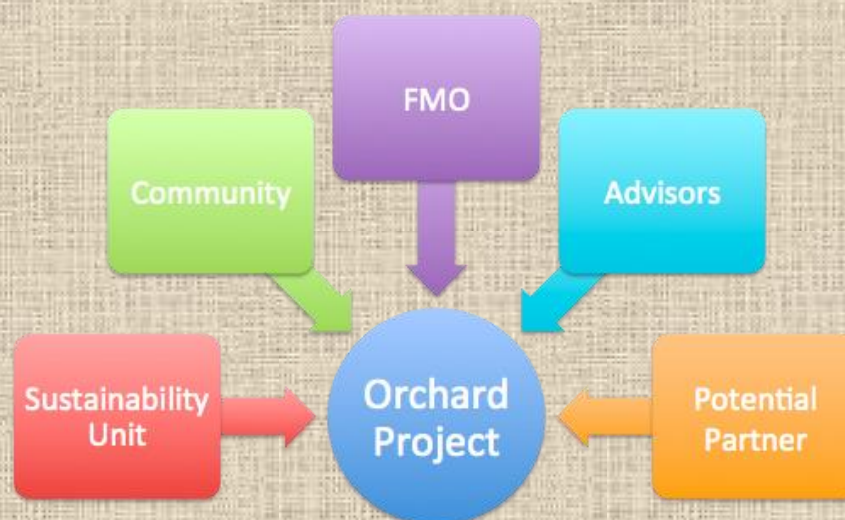 FMO
Community
Advisors
Sustainability
Unit
Orchard
Project
Potential
Partner